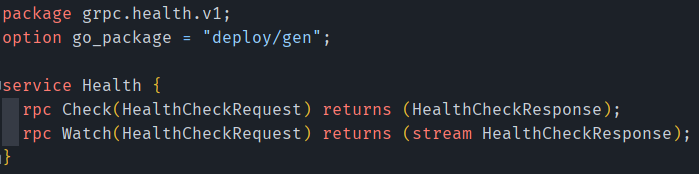 package grpc.health.v1;
option go_package = "deploy/gen";

service Health {
  rpc Check(HealthCheckRequest) returns (HealthCheckResponse);
  rpc Watch(HealthCheckRequest) returns (stream HealthCheckResponse);
}